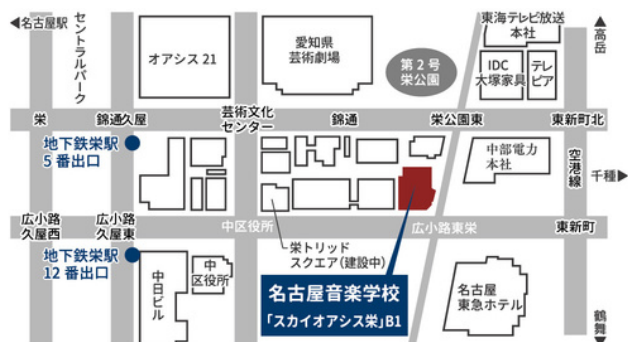 ◀名古屋駅
セントラルパーク
オアシス21
愛知県
芸術劇場
第2号
栄公園
東海テレビ放送
本社
IDC
大塚家具
テレ
ピア
▲高岳
栄
錦通久屋
芸術文化
センター
錦通
栄公園東
東新町北
地下鉄栄駅
5番出口
中部電力
本社
空港線
千種▶
広小路
久屋西
広小路
久屋東
中区役所
広小路東栄
東新町
地下鉄栄駅
12番出口
中日ビル
中
区役所
栄トリッド
スクエア(建設中)
名古屋音楽学校
「スカイオアシス栄」B1
名古屋
東急ホテル
鶴舞▼